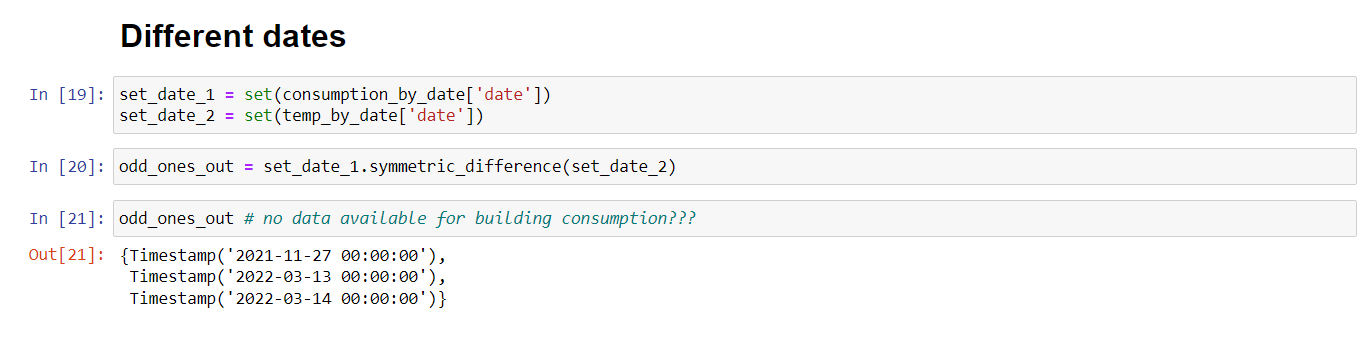 Different dates
In [19]: set_date_1 = set(consumption_by_date['date'])
set_date_2 = set(temp_by_date['date'])
In [20]: odd_ones_out = set_date_1.symmetric_difference(set_date_2)
In [21]: odd_ones_out # no data available for building consumption???
Out[21]: {Timestamp('2021-11-27 00:00:00'),
Timestamp('2022-03-13 00:00:00'),
Timestamp('2022-03-14 00:00:00')}